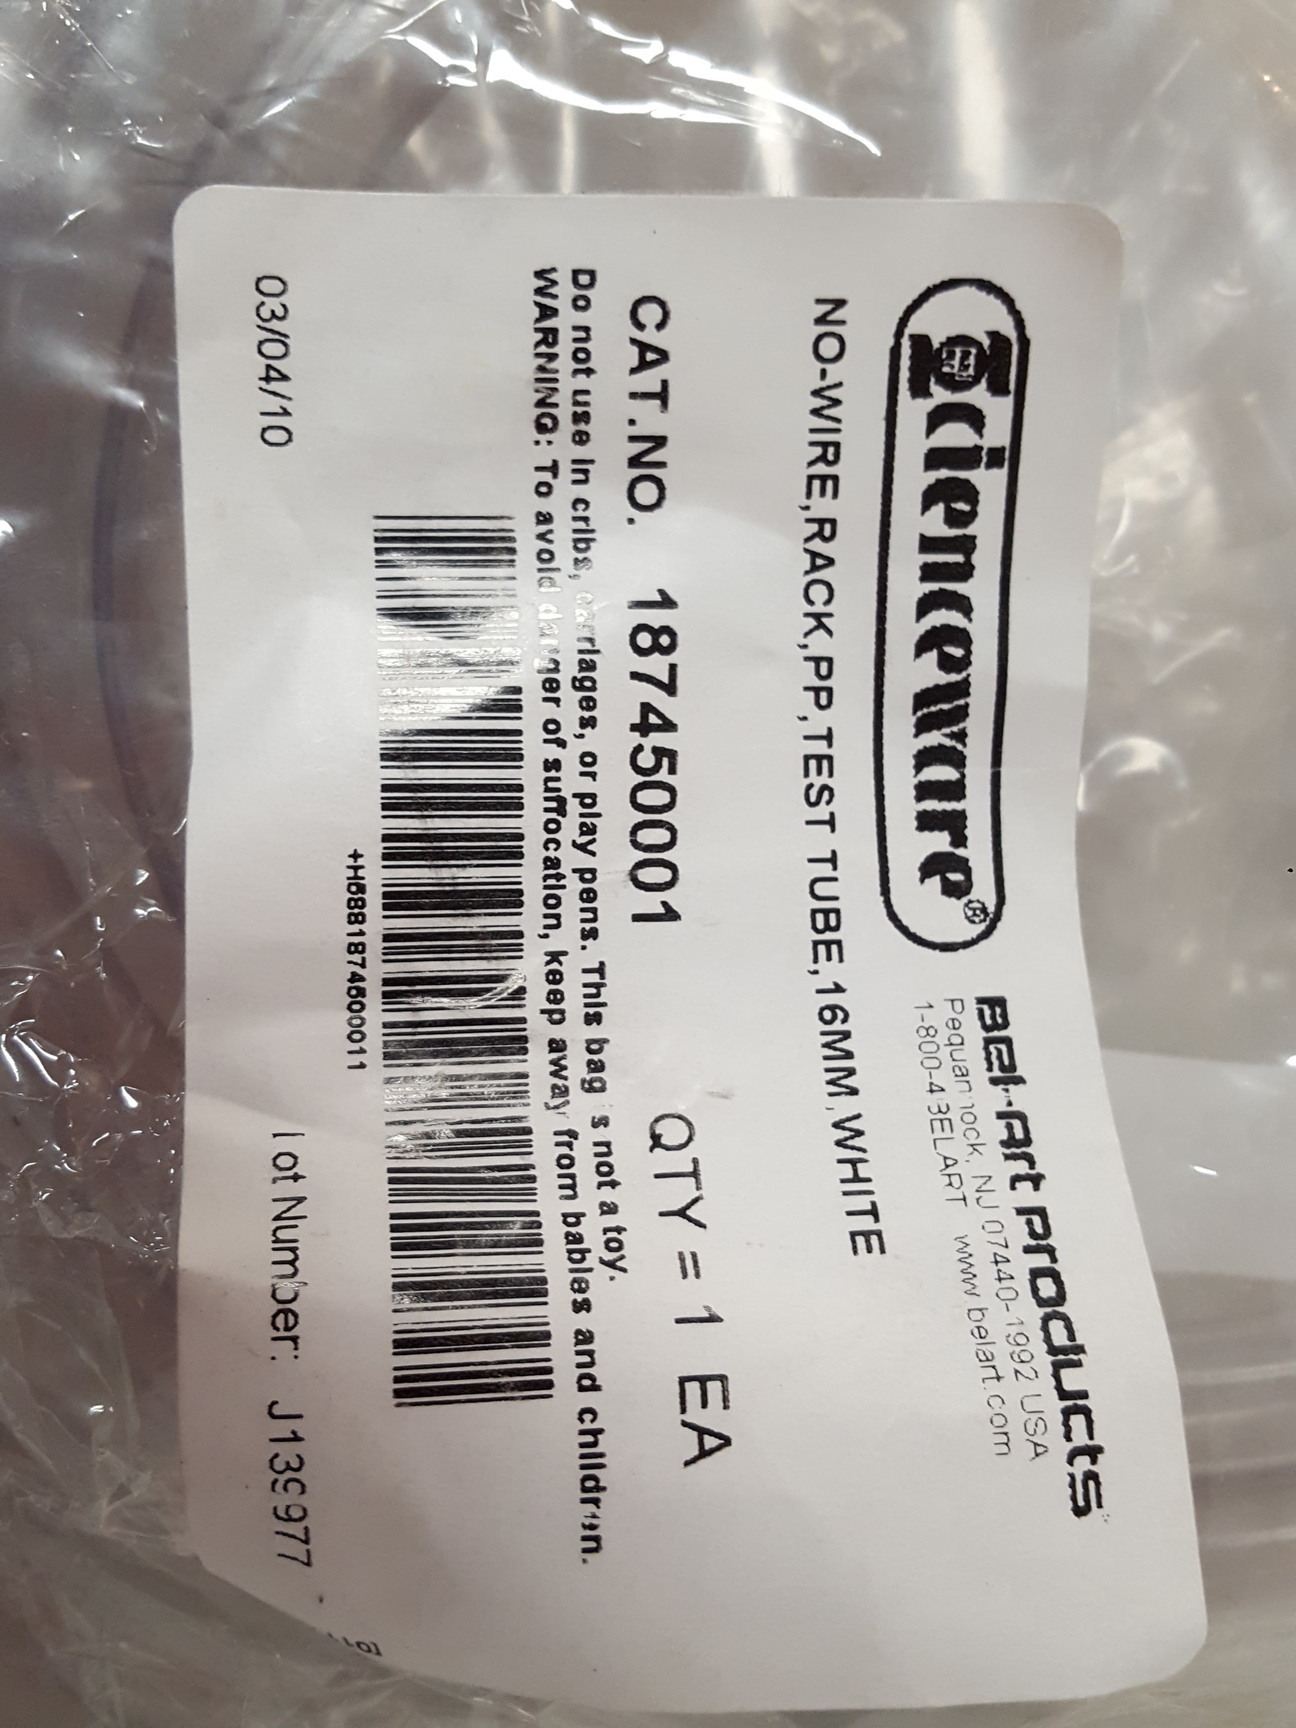 Scienceware®
Bel-Art Products
Pequannock, NJ 07440-1992 USA
1-800-4BELART www.belart.com
NO-WIRE,RACK,PP,TEST TUBE,16MM,WHITE
CAT.NO. 187450001 QTY = 1 EA
Do not use in cribs, carriages, or play pens. This bag is not a toy.
WARNING: To avoid danger of suffocation, keep away from babies and children.
+H68818745000011
03/04/10 Lot Number: